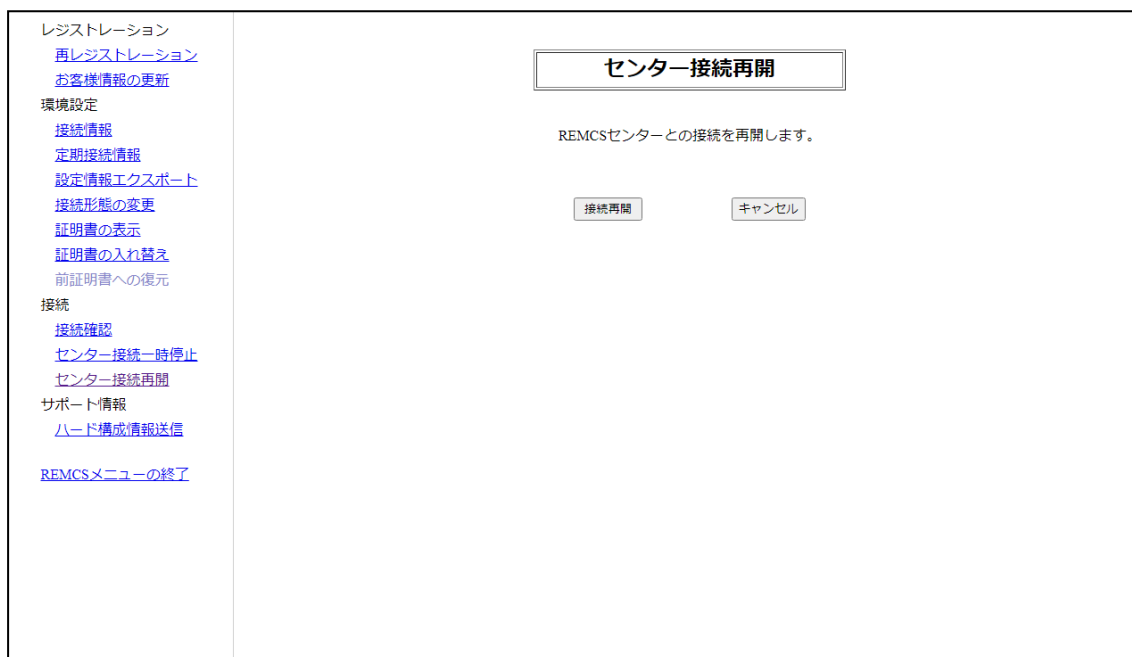 レジストレーション
再レジストレーション
お客様情報の更新
環境設定
接続情報
定期接続情報
設定情報エクスポート
接続形態の変更
証明書の表示
証明書の入れ替え
前証明書への復元
接続
接続確認
センター接続一時停止
センター接続再開
サポート情報
ハード構成情報送信
REMCSメニューの終了
センター接続再開
REMCSセンターとの接続を再開します。
接続再開
キャンセル